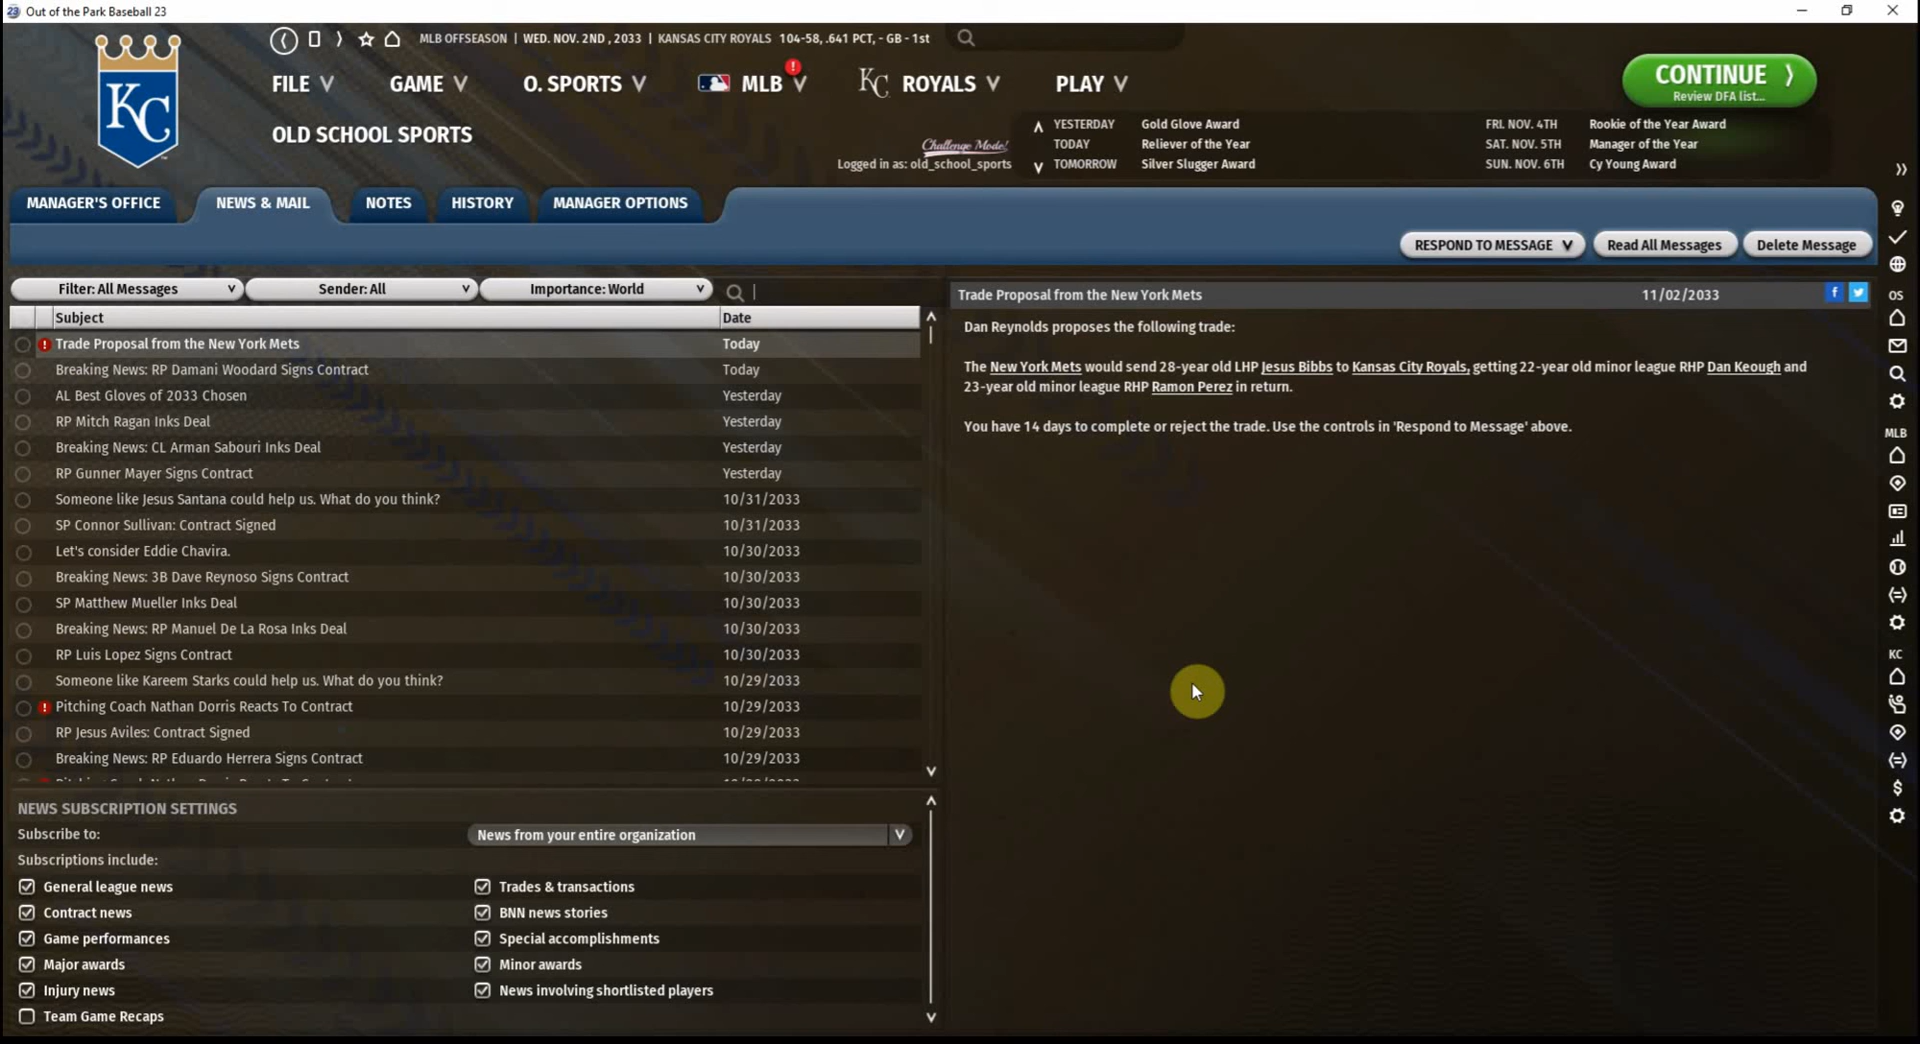 Out of the Park Baseball 23
MLB OFFSEASON | WED. NOV. 2ND , 2033 | KANSAS CITY ROYALS 104-58, .641 PCT, - GB - 1st
FILE GAME O. SPORTS MLB ROYALS PLAY
CONTINUE
Review DFA list...
KC
OLD SCHOOL SPORTS
Challenge Mode!
Logged in as: old_school_sports
YESTERDAY Gold Glove Award FRI. NOV. 4TH Rookie of the Year Award
TODAY Reliever of the Year SAT. NOV. 5TH Manager of the Year
TOMORROW Silver Slugger Award SUN. NOV. 6TH Cy Young Award
MANAGER'S OFFICE NEWS & MAIL NOTES HISTORY MANAGER OPTIONS
RESPOND TO MESSAGE Read All Messages Delete Message
Filter: All Messages Sender: All Importance: World
Subject Date
Trade Proposal from the New York Mets Today
Breaking News: RP Damani Woodard Signs Contract Today
AL Best Gloves of 2033 Chosen Yesterday
RP Mitch Ragan Inks Deal Yesterday
Breaking News: CL Arman Sabouri Inks Deal Yesterday
RP Gunner Mayer Signs Contract Yesterday
Someone like Jesus Santana could help us. What do you think? 10/31/2033
SP Connor Sullivan: Contract Signed 10/31/2033
Let's consider Eddie Chavira. 10/30/2033
Breaking News: 3B Dave Reynoso Signs Contract 10/30/2033
SP Matthew Mueller Inks Deal 10/30/2033
Breaking News: RP Manuel De La Rosa Inks Deal 10/30/2033
RP Luis Lopez Signs Contract 10/30/2033
Someone like Kareem Starks could help us. What do you think? 10/29/2033
Pitching Coach Nathan Dorris Reacts To Contract 10/29/2033
RP Jesus Aviles: Contract Signed 10/29/2033
Breaking News: RP Eduardo Herrera Signs Contract 10/29/2033
NEWS SUBSCRIPTION SETTINGS
Subscribe to: News from your entire organization
Subscriptions include:
General league news Trades & transactions
Contract news BNN news stories
Game performances Special accomplishments
Major awards Minor awards
Injury news News involving shortlisted players
Team Game Recaps
Trade Proposal from the New York Mets 11/02/2033
Dan Reynolds proposes the following trade:
The New York Mets would send 28-year old LHP Jesus Bibbs to Kansas City Royals, getting 22-year old minor league RHP Dan Keough and
23-year old minor league RHP Ramon Perez in return.
You have 14 days to complete or reject the trade. Use the controls in 'Respond to Message' above.
OS
MLB
KC